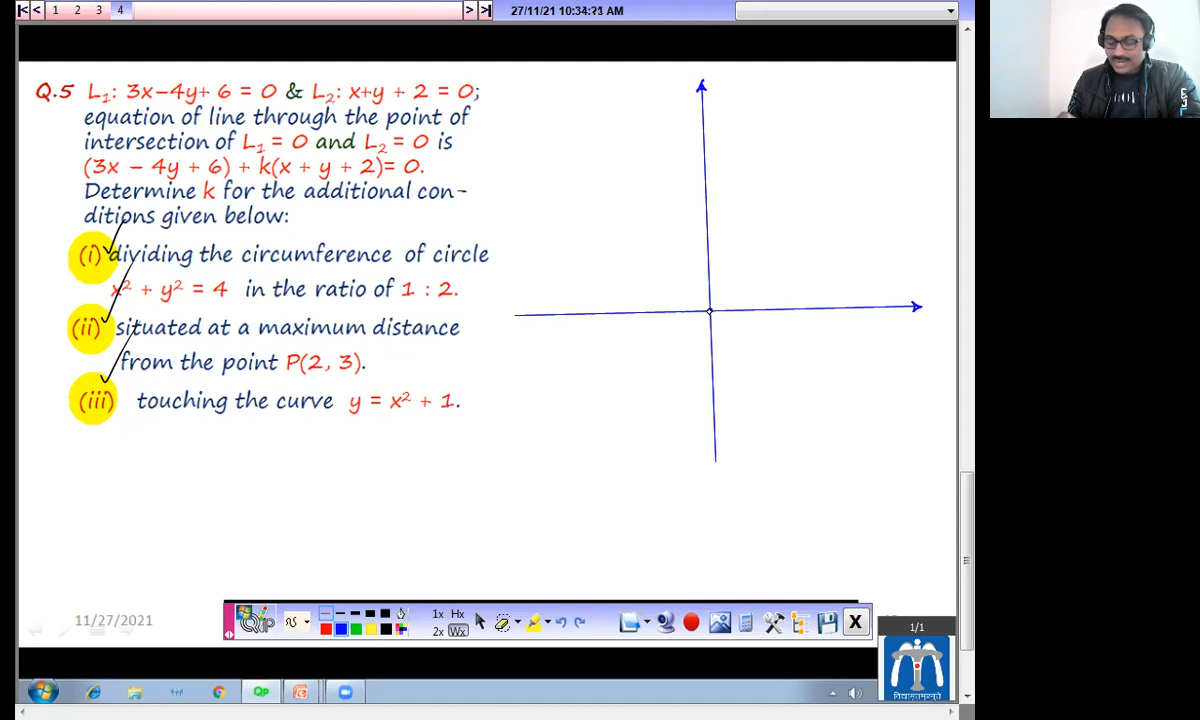 1 2 3 4
27/11/21 10:34:23 AM
Q.5 L₁: 3x−4y+ 6 = 0 & L₂: x+y + 2 = 0;
equation of line through the point of
intersection of L₁ = 0 and L₂ = 0 is
(3x − 4y + 6) + k(x + y + 2)= 0.
Determine k for the additional con-
ditions given below:
(i) dividing the circumference of circle
x² + y² = 4 in the ratio of 1 : 2.
(ii) situated at a maximum distance
from the point P(2, 3).
(iii) touching the curve y = x² + 1.
11/27/2021
1x Hx
2x Wx
X
1/1
QIP